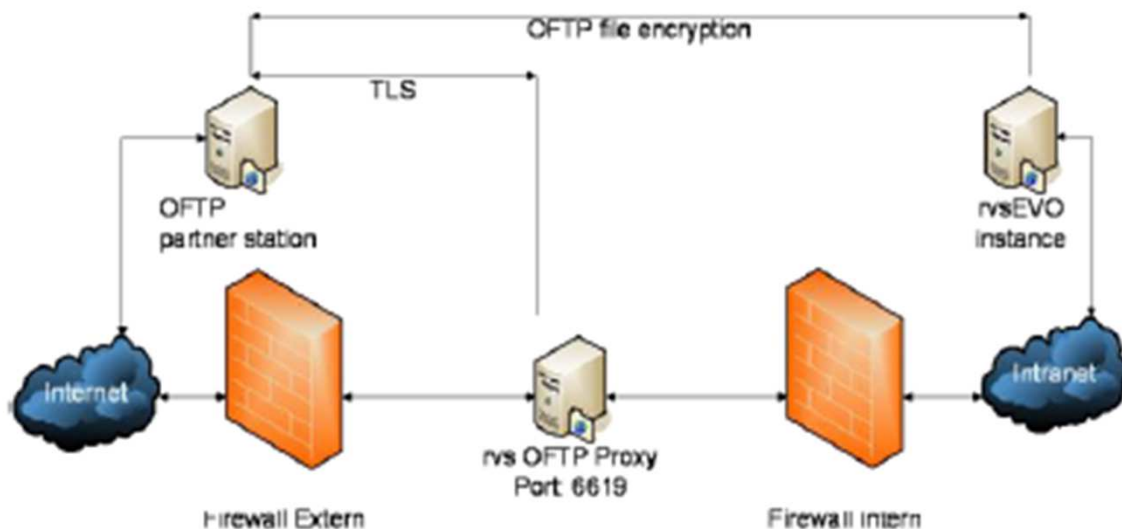 OFTP file encryption
TLS
OFTP
partner station
rvsEVO
instance
Internet
Intranet
rvs OFTP Proxy
Port: 6619
Firewall Extern
Firewall Intern